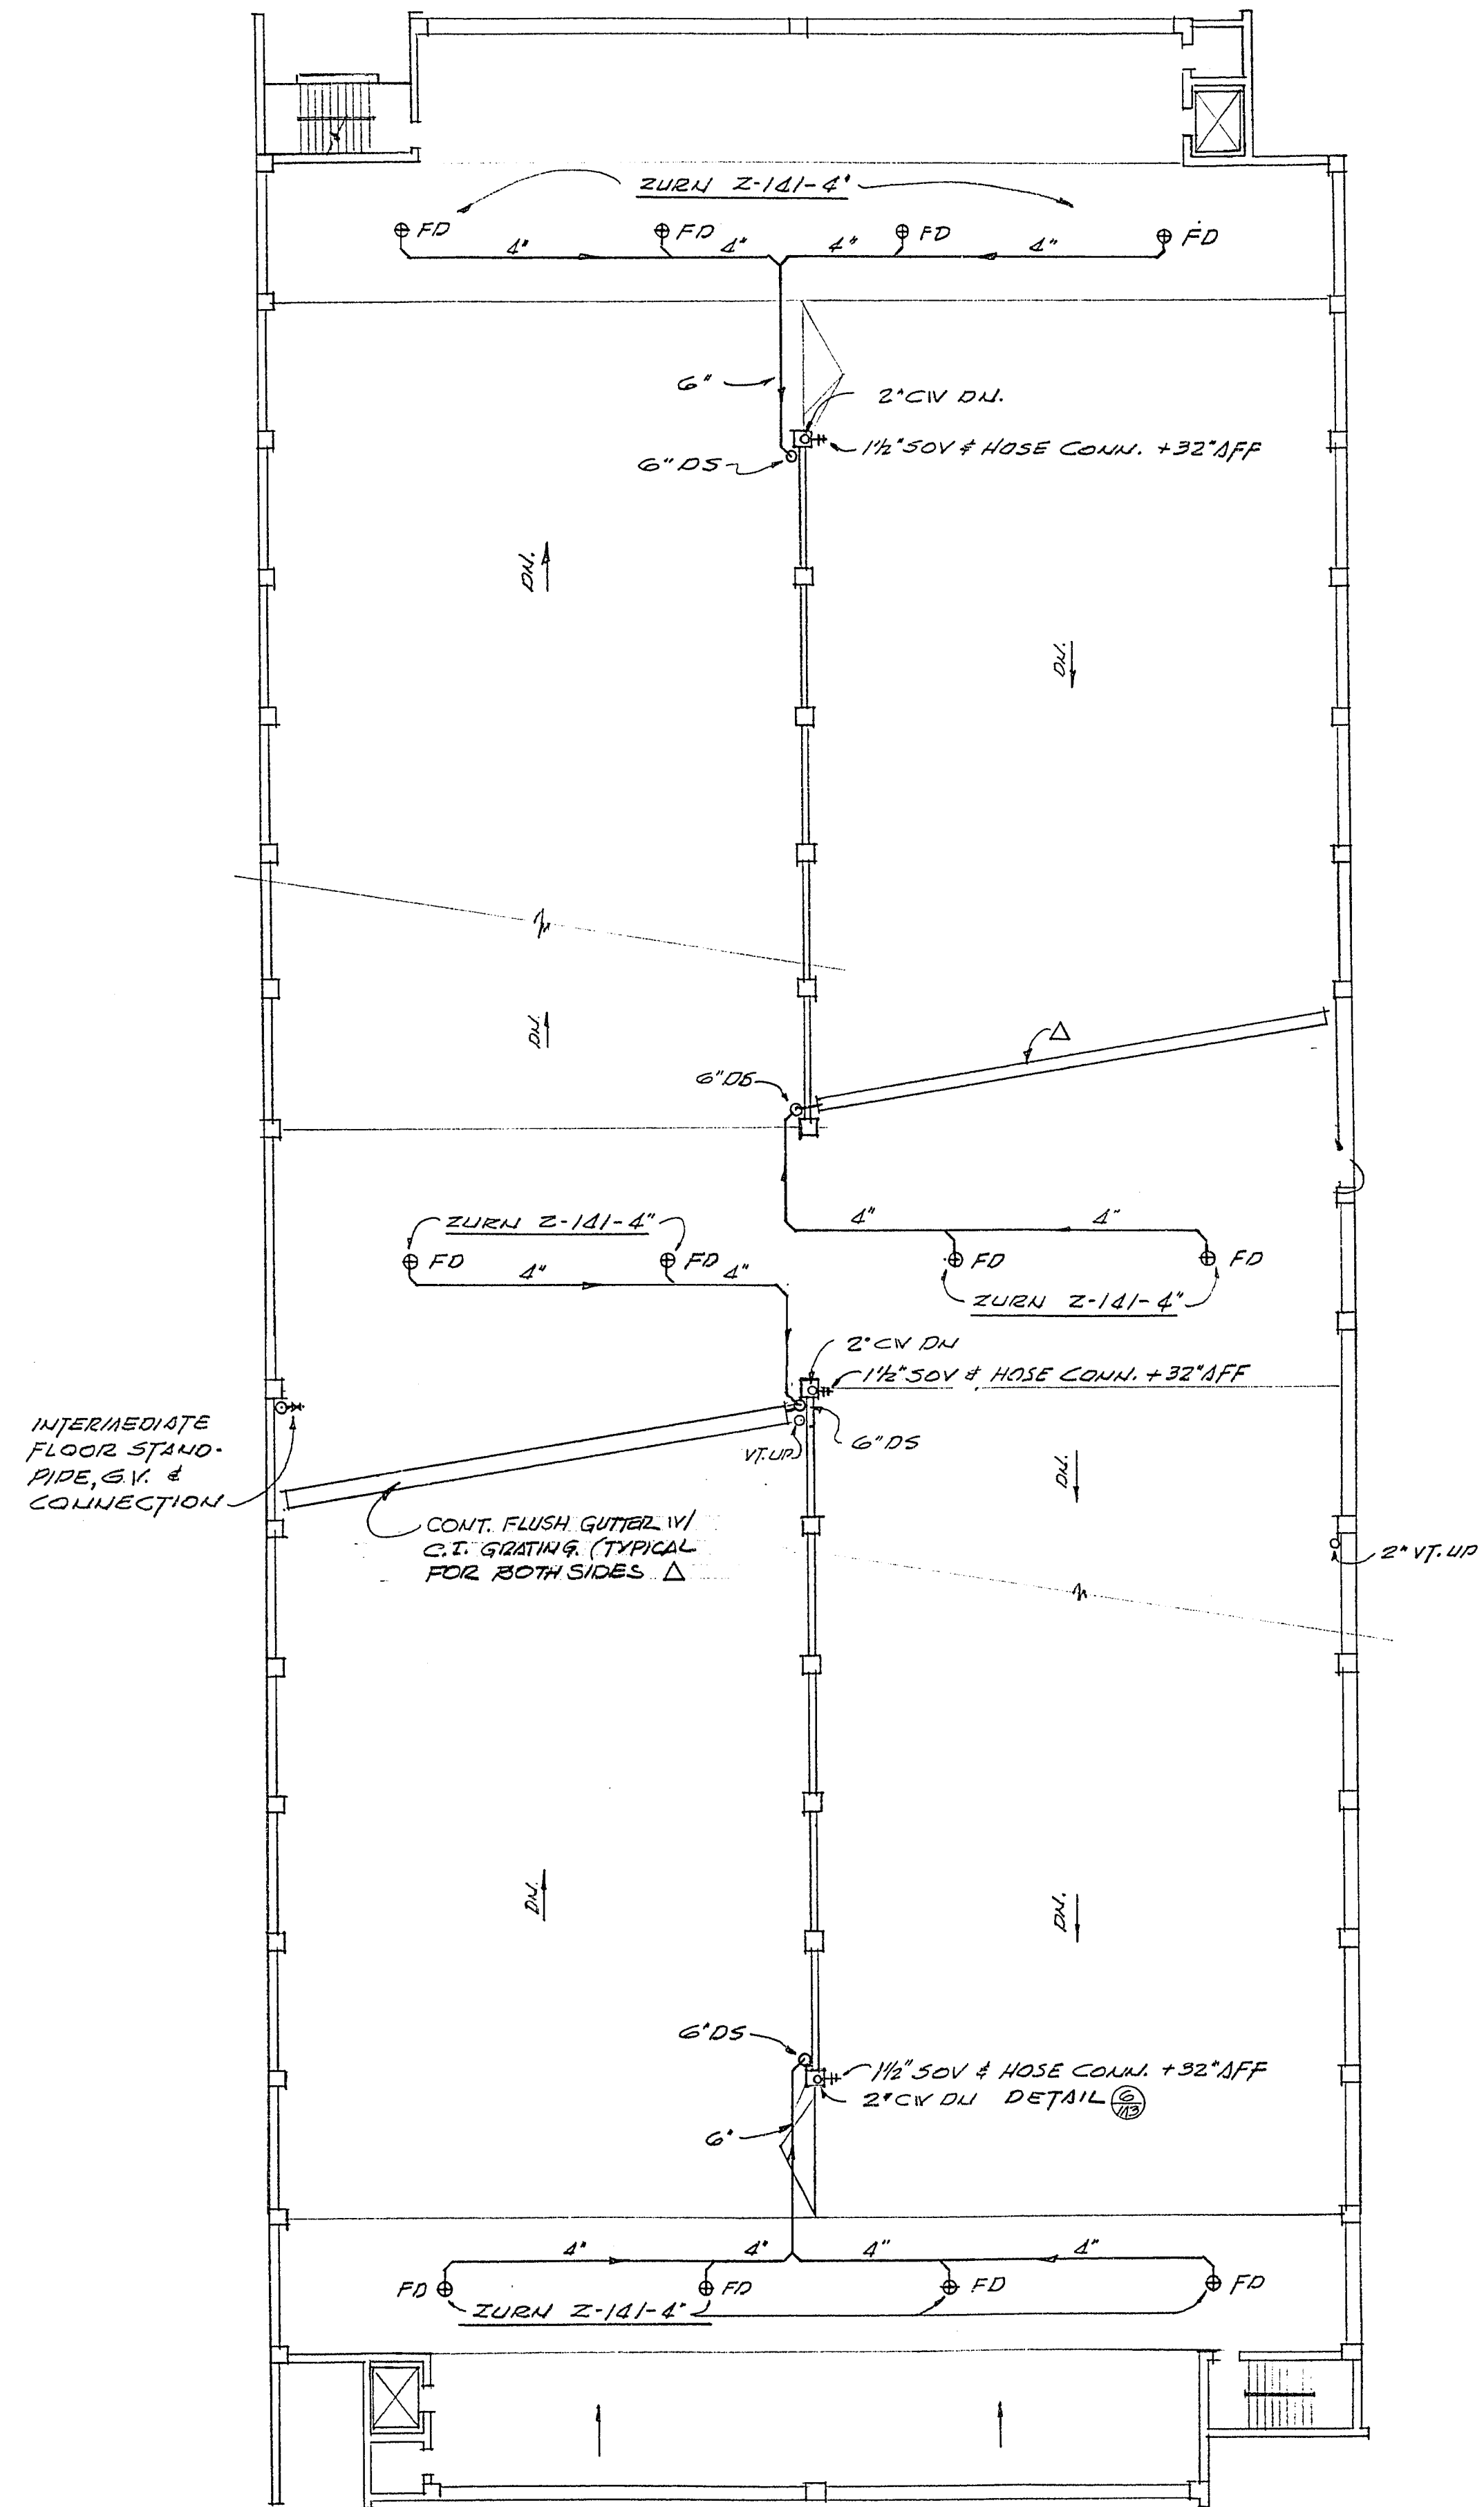 ZURN Z-141-4"
FD FD FD FD
4" 4" 4" 4"
6"
2" CW DN.
1½" SOV & HOSE CONN. +32" AFF
6" DS
DN.
DN.
DN.
△
6" DS
4" 4"
ZURN Z-141-4"
FD FD FD FD
4" 4"
ZURN Z-141-4"
2" CW DN
1½" SOV & HOSE CONN. +32" AFF
INTERMEDIATE
FLOOR STAND-
PIPE, G.V. &
CONNECTION
6" DS
VT. UP
DN.
CONT. FLUSH GUTTER W/
C.I. GRATING. (TYPICAL
FOR BOTH SIDES △
2" VT. UP
DN.
DN.
6" DS
1½" SOV & HOSE CONN. +32" AFF
2" CW DN DETAIL 6/M3
6"
4" 4" 4" 4"
FD FD FD FD
ZURN Z-141-4"